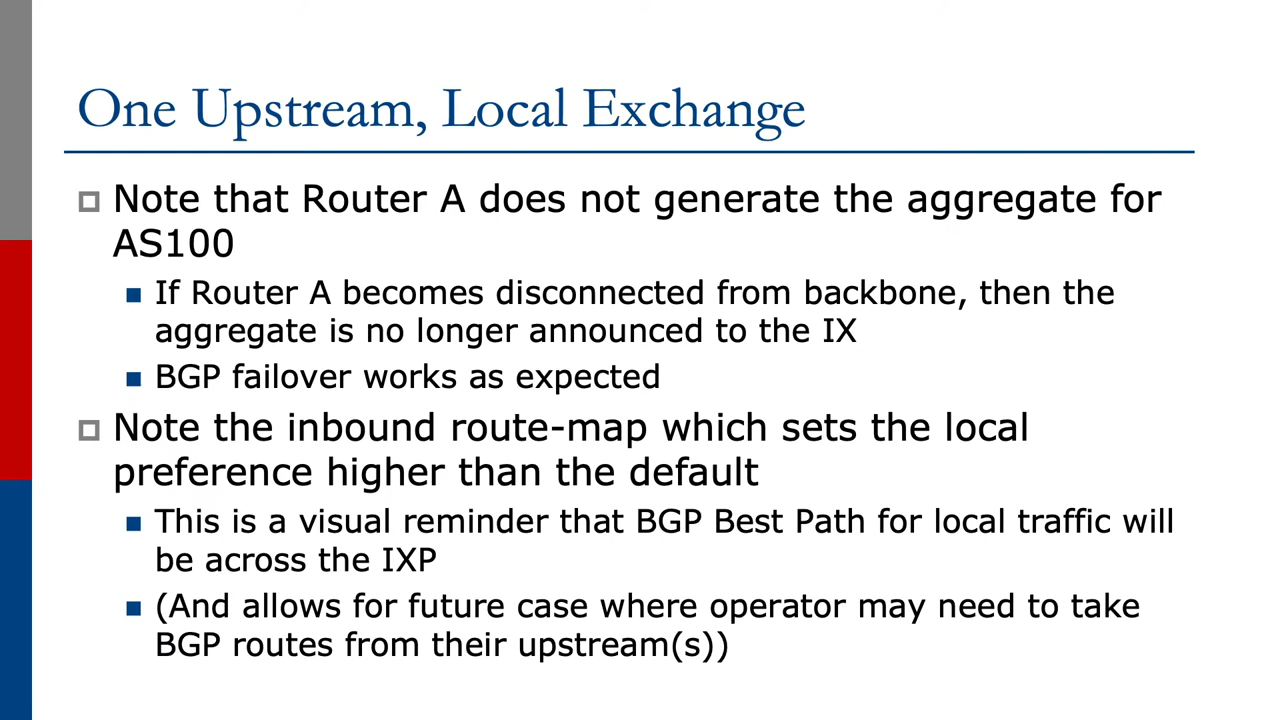 One Upstream, Local Exchange
Note that Router A does not generate the aggregate for
AS100
If Router A becomes disconnected from backbone, then the
aggregate is no longer announced to the IX
BGP failover works as expected
Note the inbound route-map which sets the local
preference higher than the default
This is a visual reminder that BGP Best Path for local traffic will
be across the IXP
(And allows for future case where operator may need to take
BGP routes from their upstream(s))